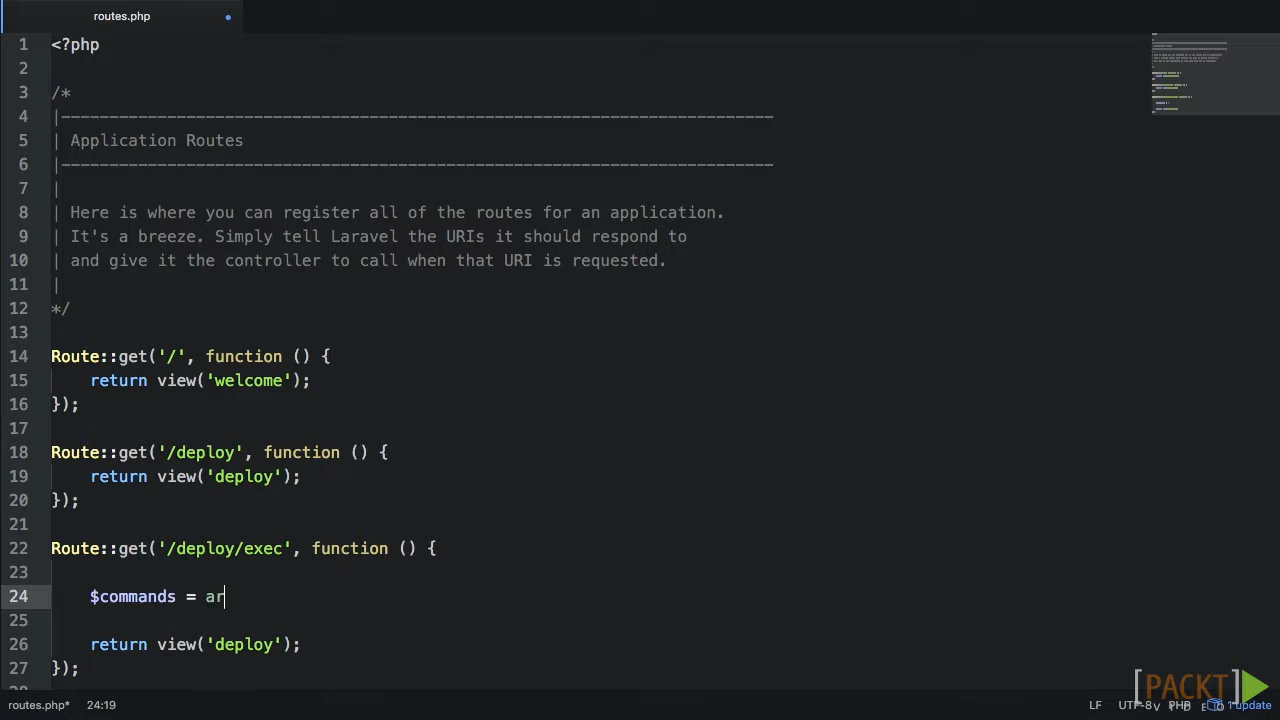 routes.php
1 <?php
2
3 /*
4 |--------------------------------------------------------------------------
5 | Application Routes
6 |--------------------------------------------------------------------------
7 |
8 | Here is where you can register all of the routes for an application.
9 | It's a breeze. Simply tell Laravel the URIs it should respond to
10 | and give it the controller to call when that URI is requested.
11 |
12 */
13
14 Route::get('/', function () {
15     return view('welcome');
16 });
17
18 Route::get('/deploy', function () {
19     return view('deploy');
20 });
21
22 Route::get('/deploy/exec', function () {
23
24     $commands = ar
25
26     return view('deploy');
27 });
28
[PACKT]
VIDEO
routes.php* 24:19 LF UTF-8 PHP 1 update